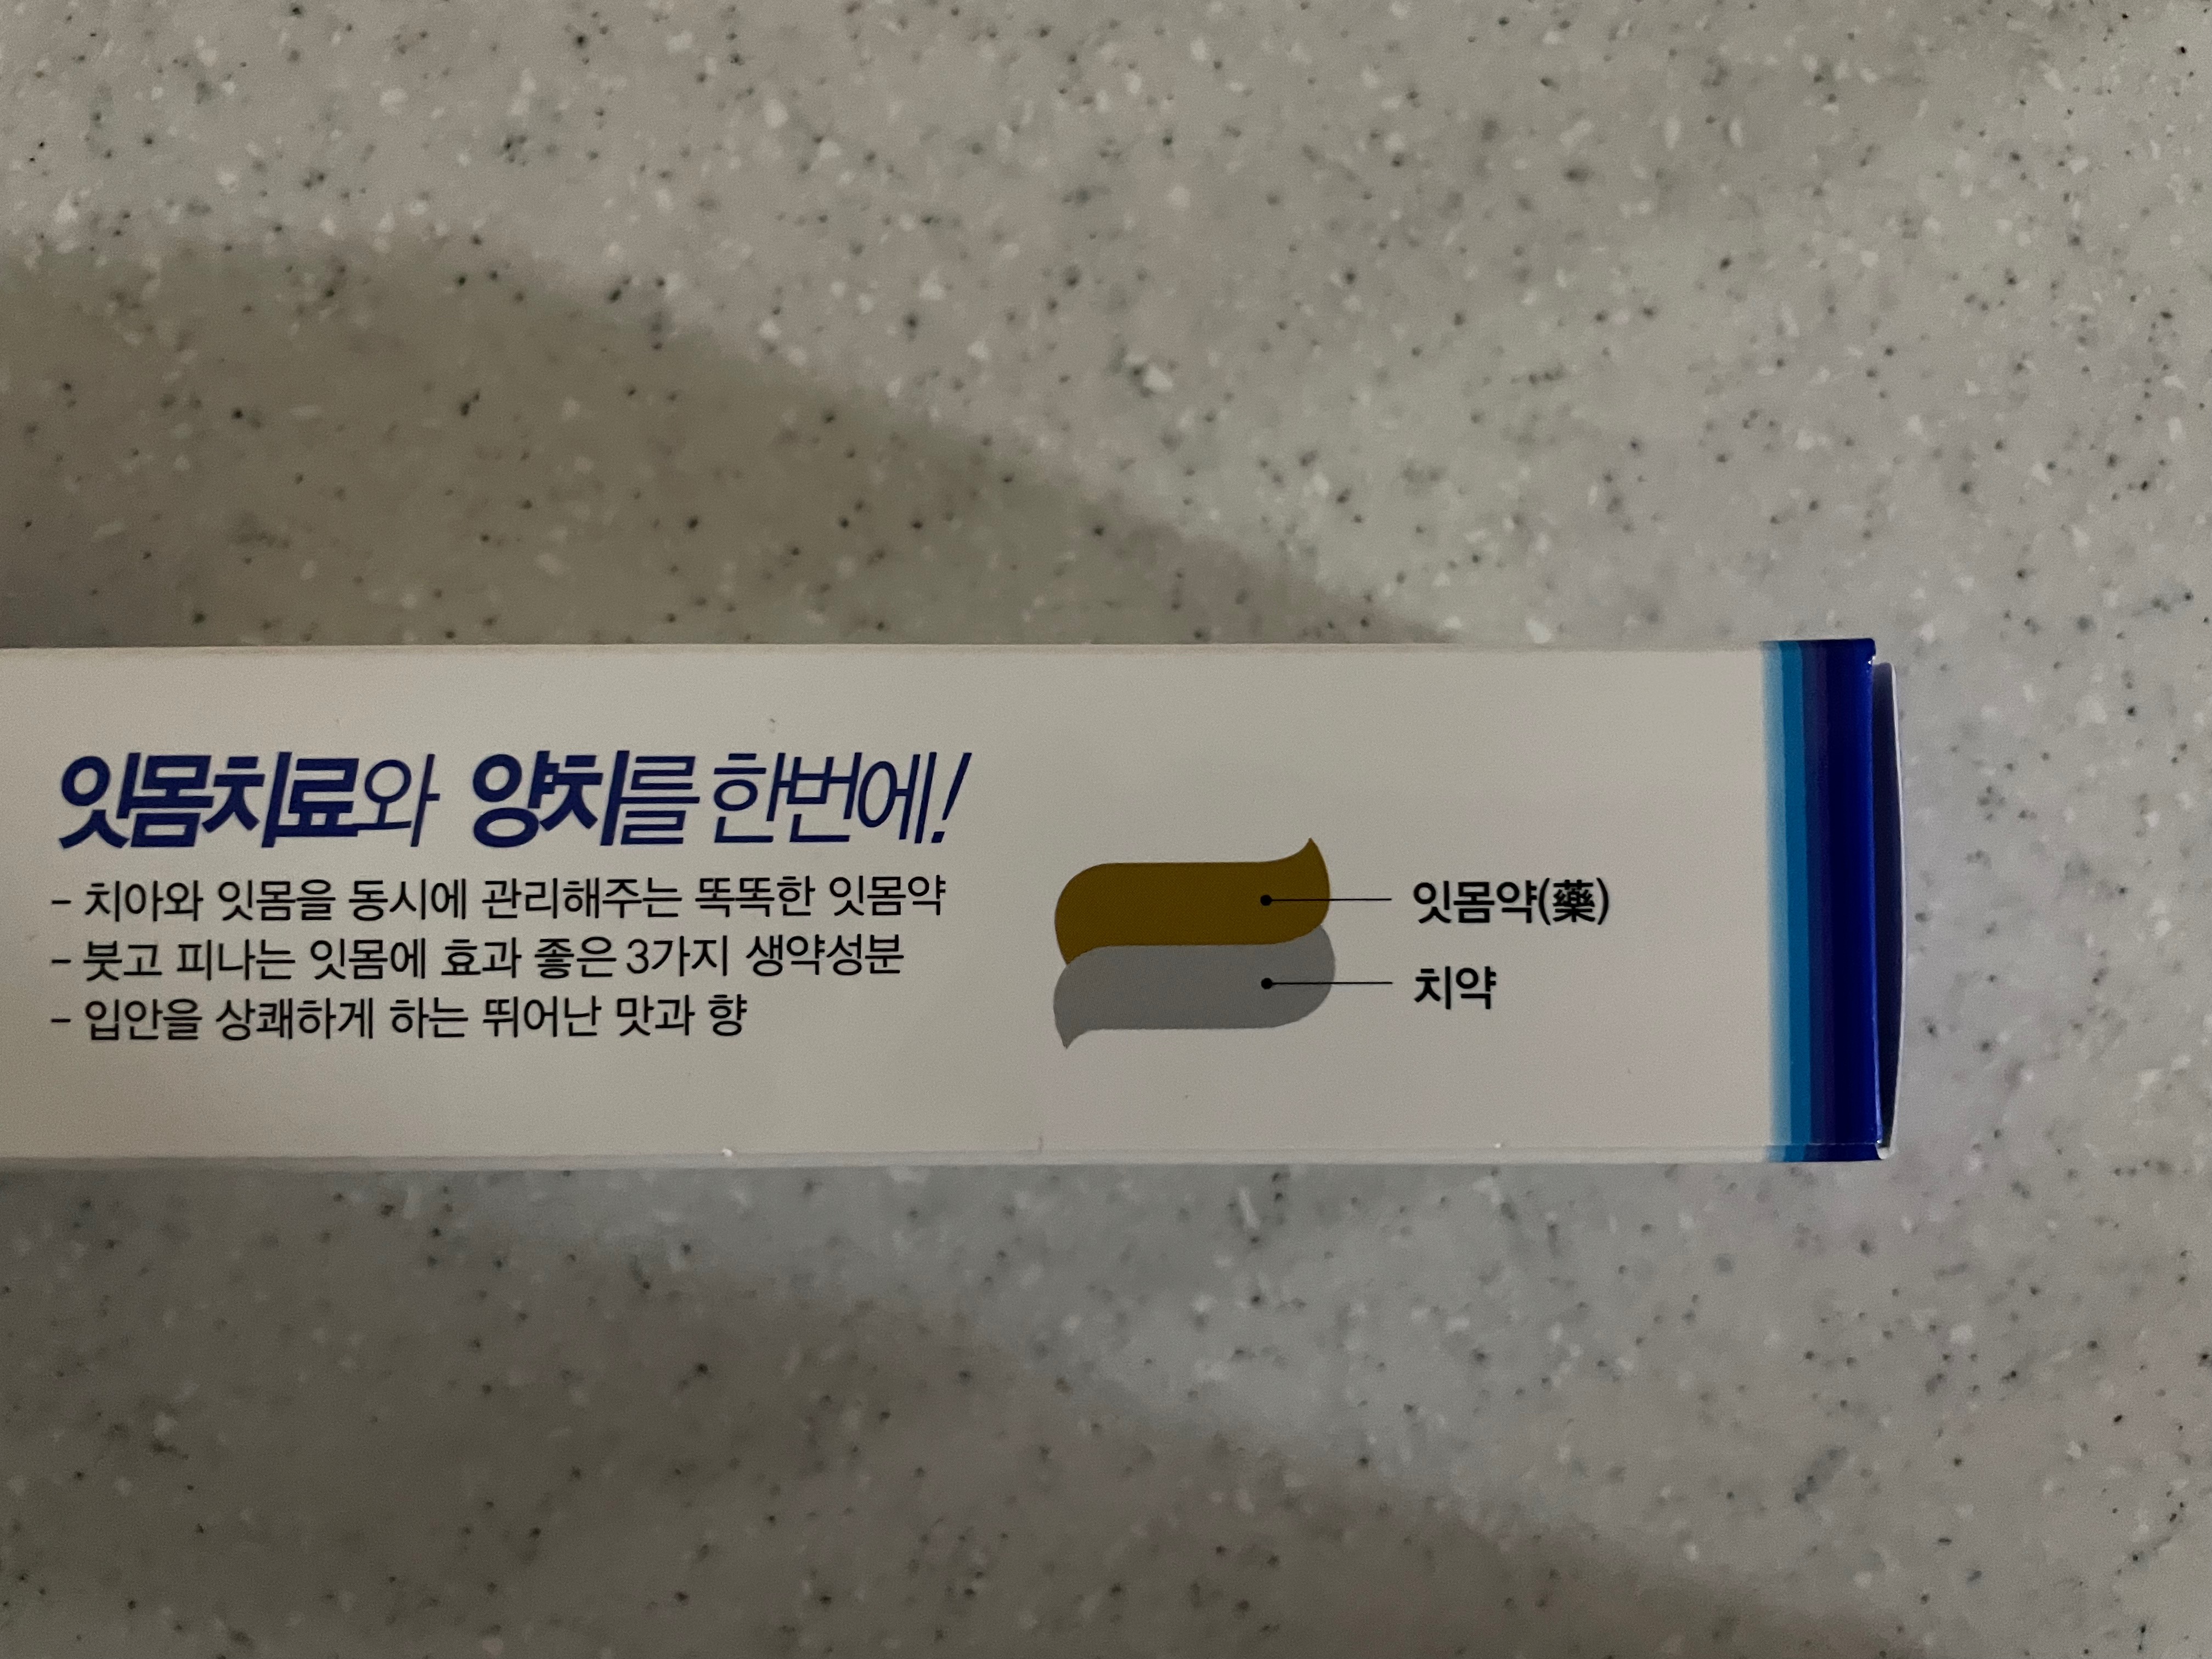 잇몸치료와 양치를 한번에!
- 치아와 잇몸을 동시에 관리해주는 똑똑한 잇몸약
- 붓고 피나는 잇몸에 효과 좋은 3가지 생약성분
- 입안을 상쾌하게 하는 뛰어난 맛과 향
잇몸약(藥)
치약